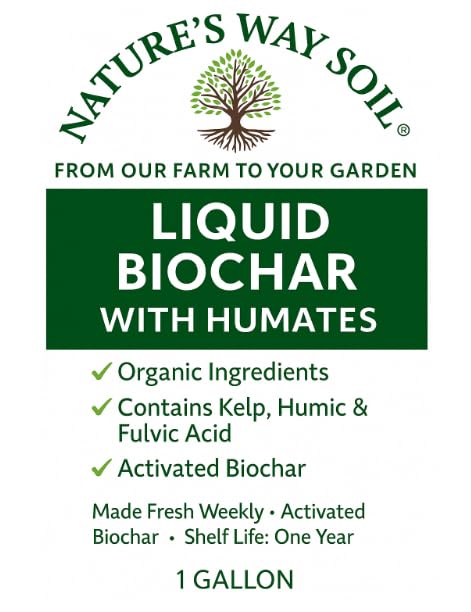 NATURE'S WAY SOIL®
FROM OUR FARM TO YOUR GARDEN
LIQUID
BIOCHAR
WITH HUMATES
✓ Organic Ingredients
✓ Contains Kelp, Humic &
Fulvic Acid
✓ Activated Biochar
Made Fresh Weekly • Activated
Biochar • Shelf Life: One Year
1 GALLON